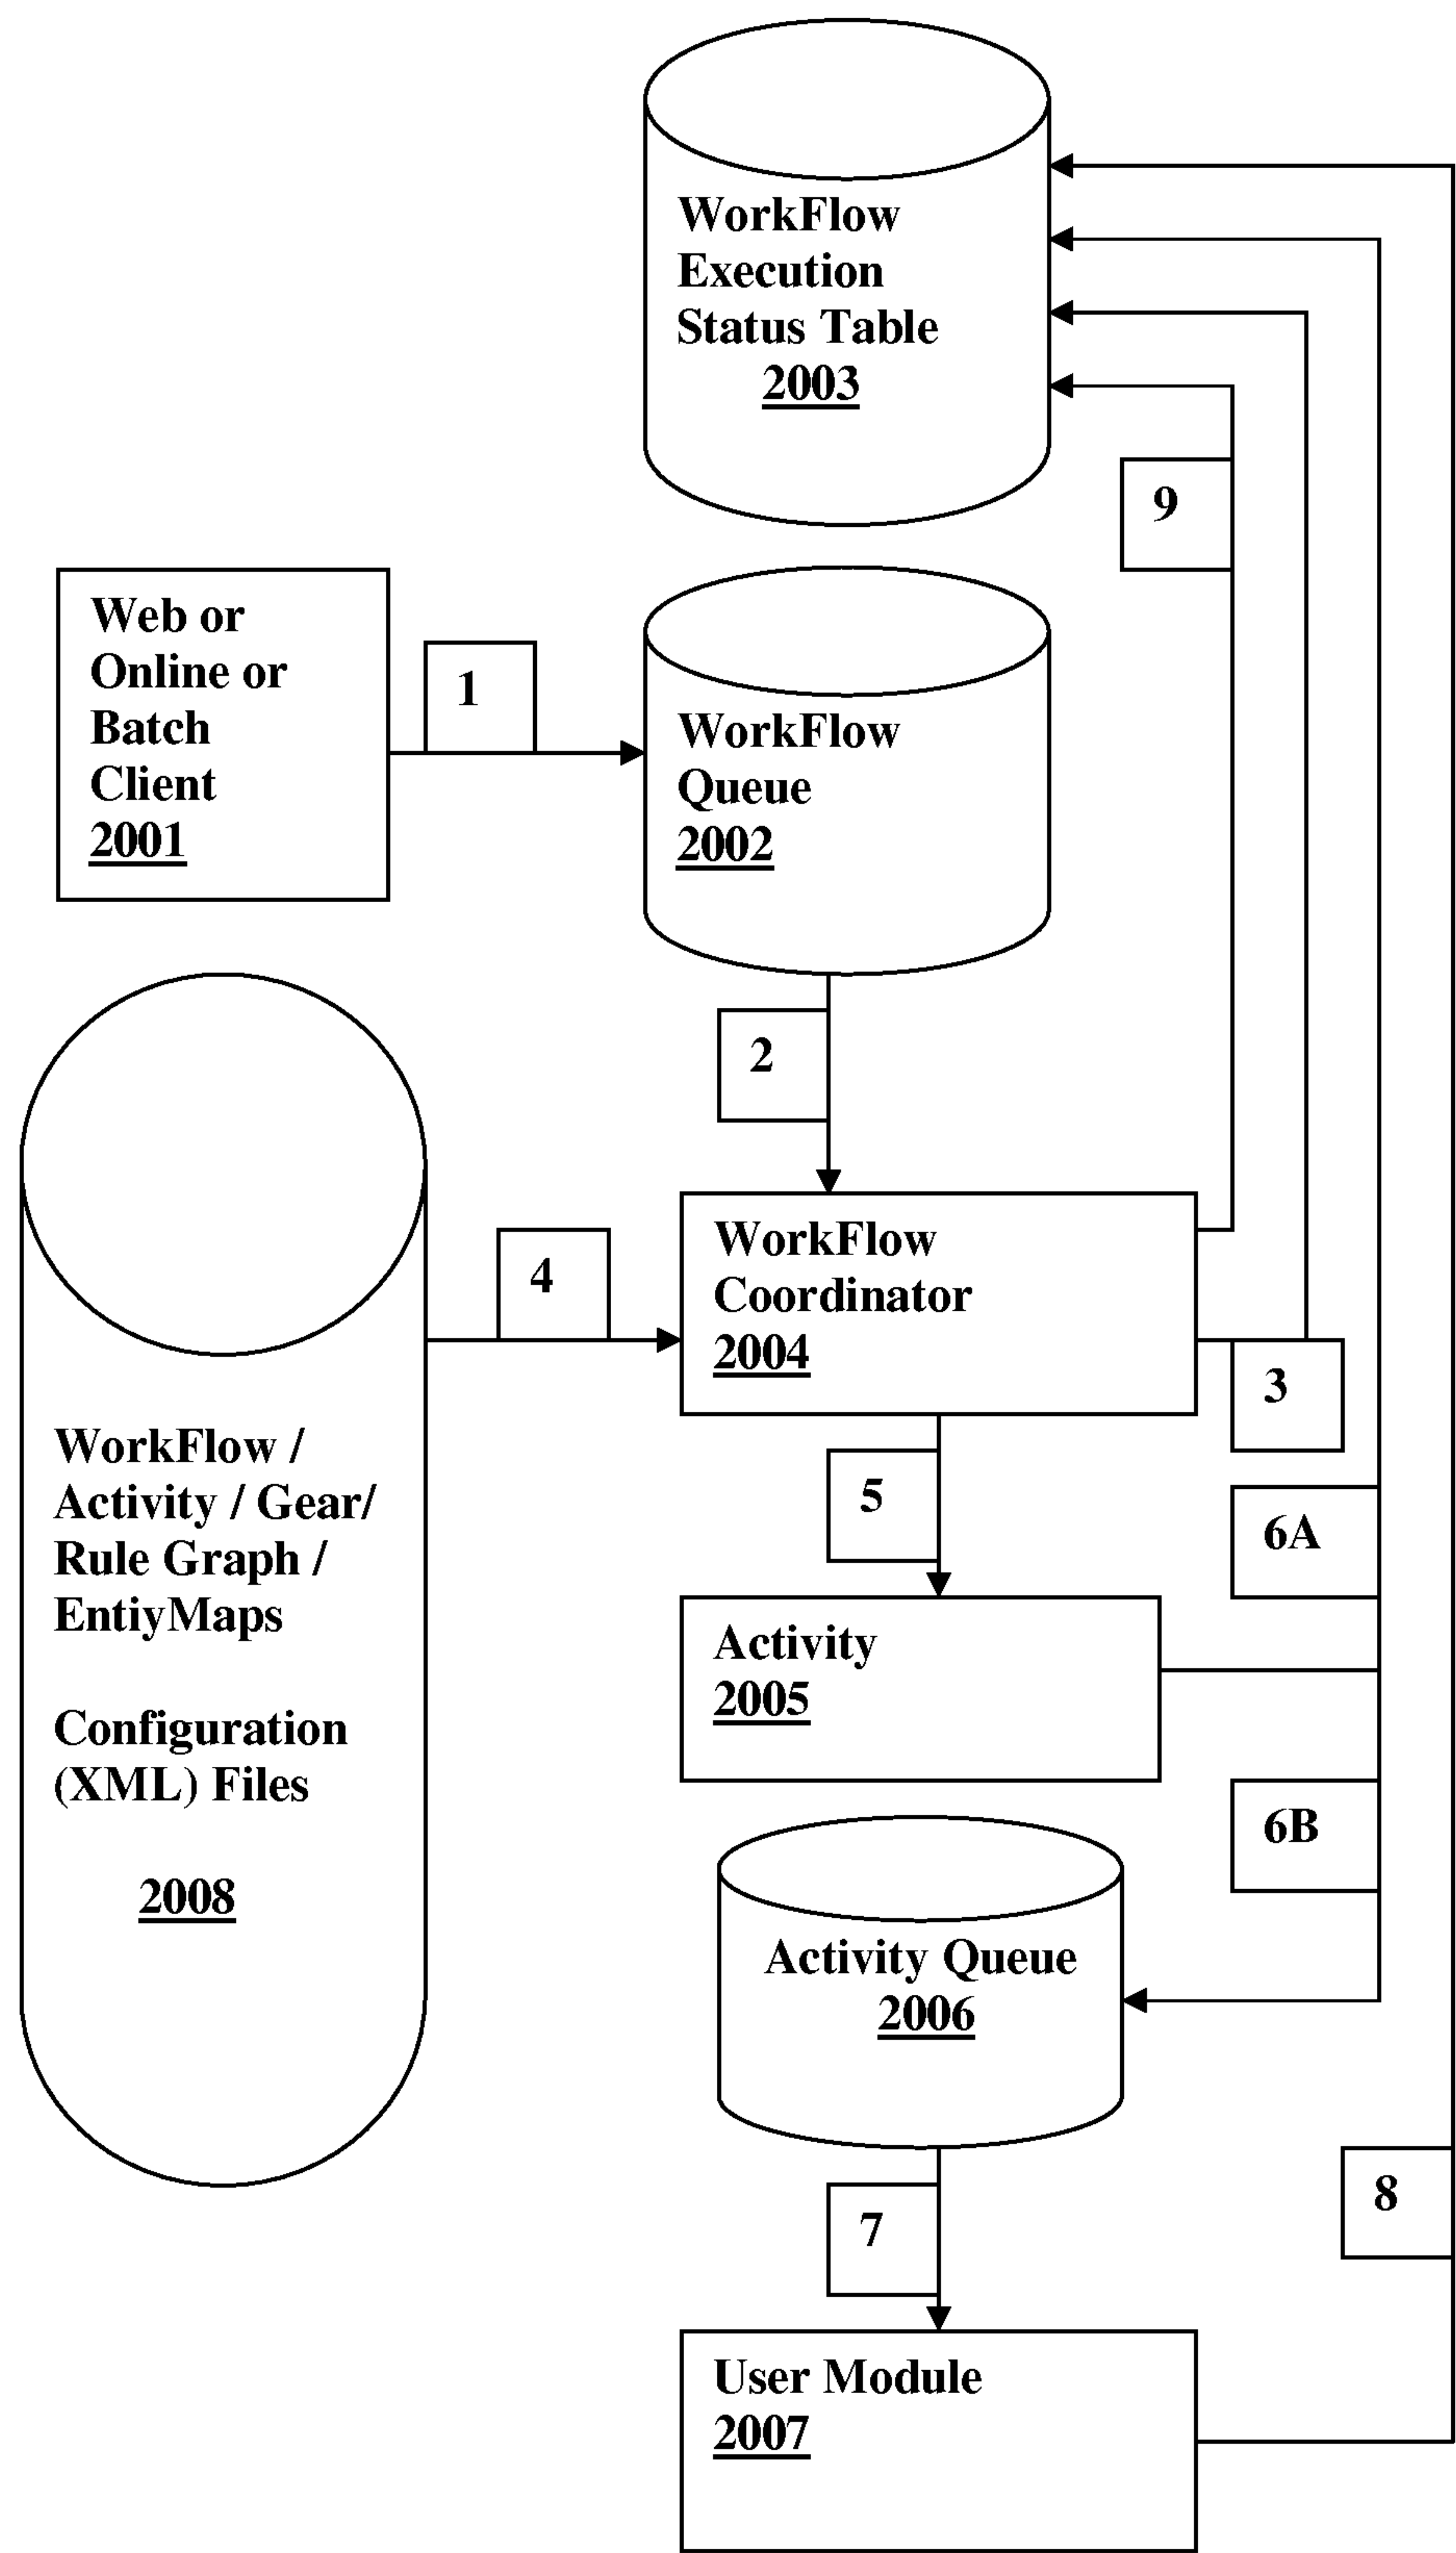 WorkFlow
Execution
Status Table
2003
9
Web or
Online or
Batch
Client
2001
1
WorkFlow
Queue
2002
2
WorkFlow
Coordinator
2004
4
3
WorkFlow /
Activity / Gear/
Rule Graph /
EntiyMaps
Configuration
(XML) Files
2008
5
6A
Activity
2005
6B
Activity Queue
2006
7
8
User Module
2007